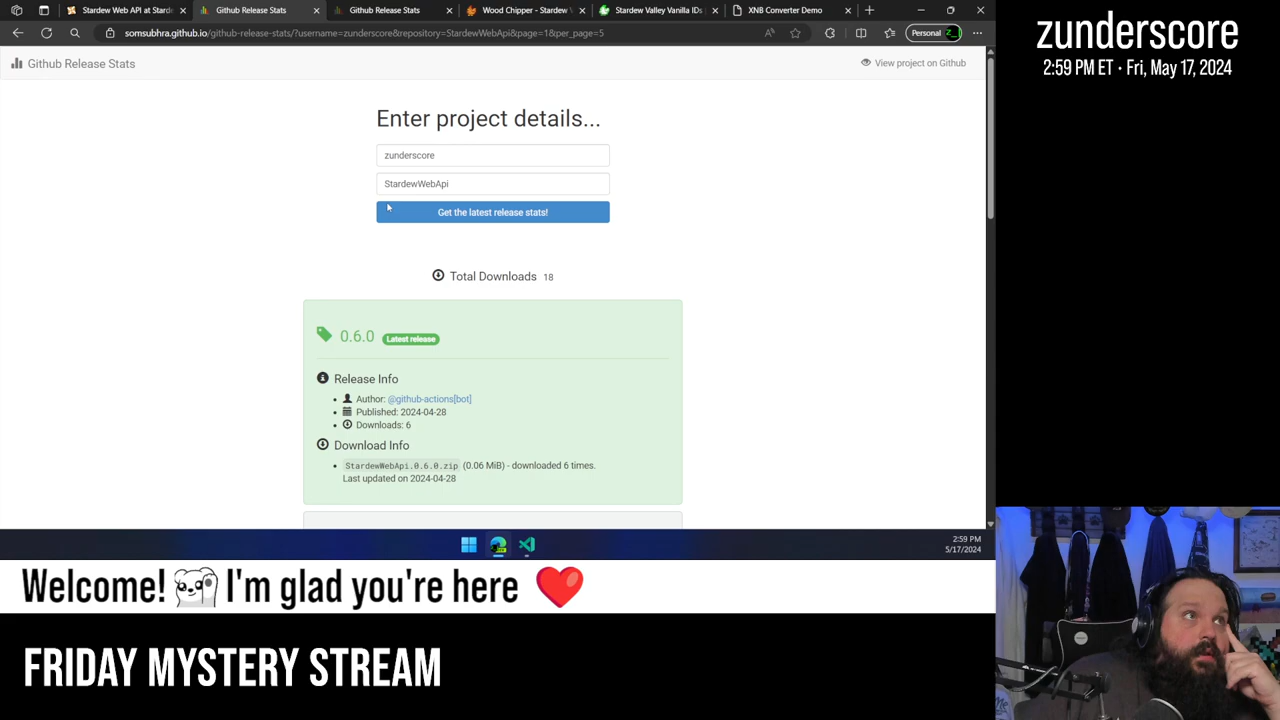 Stardew Web API at Stard
Github Release Stats
Github Release Stats
Wood Chipper - Stardew V
Stardew Valley Vanilla IDs
XNB Converter Demo
somsubhra.github.io/github-release-stats/?username=zunderscore&repository=StardewWebApi&page=1&per_page=5
Personal
Github Release Stats
View project on Github
Enter project details...
zunderscore
StardewWebApi
Get the latest release stats!
Total Downloads 18
0.6.0 Latest release
Release Info
Author: @github-actions[bot]
Published: 2024-04-28
Downloads: 6
Download Info
StardewWebApi.0.6.0.zip (0.06 MiB) - downloaded 6 times.
Last updated on 2024-04-28
2:59 PM
5/17/2024
zunderscore
2:59 PM ET · Fri, May 17, 2024
Welcome! I'm glad you're here
FRIDAY MYSTERY STREAM